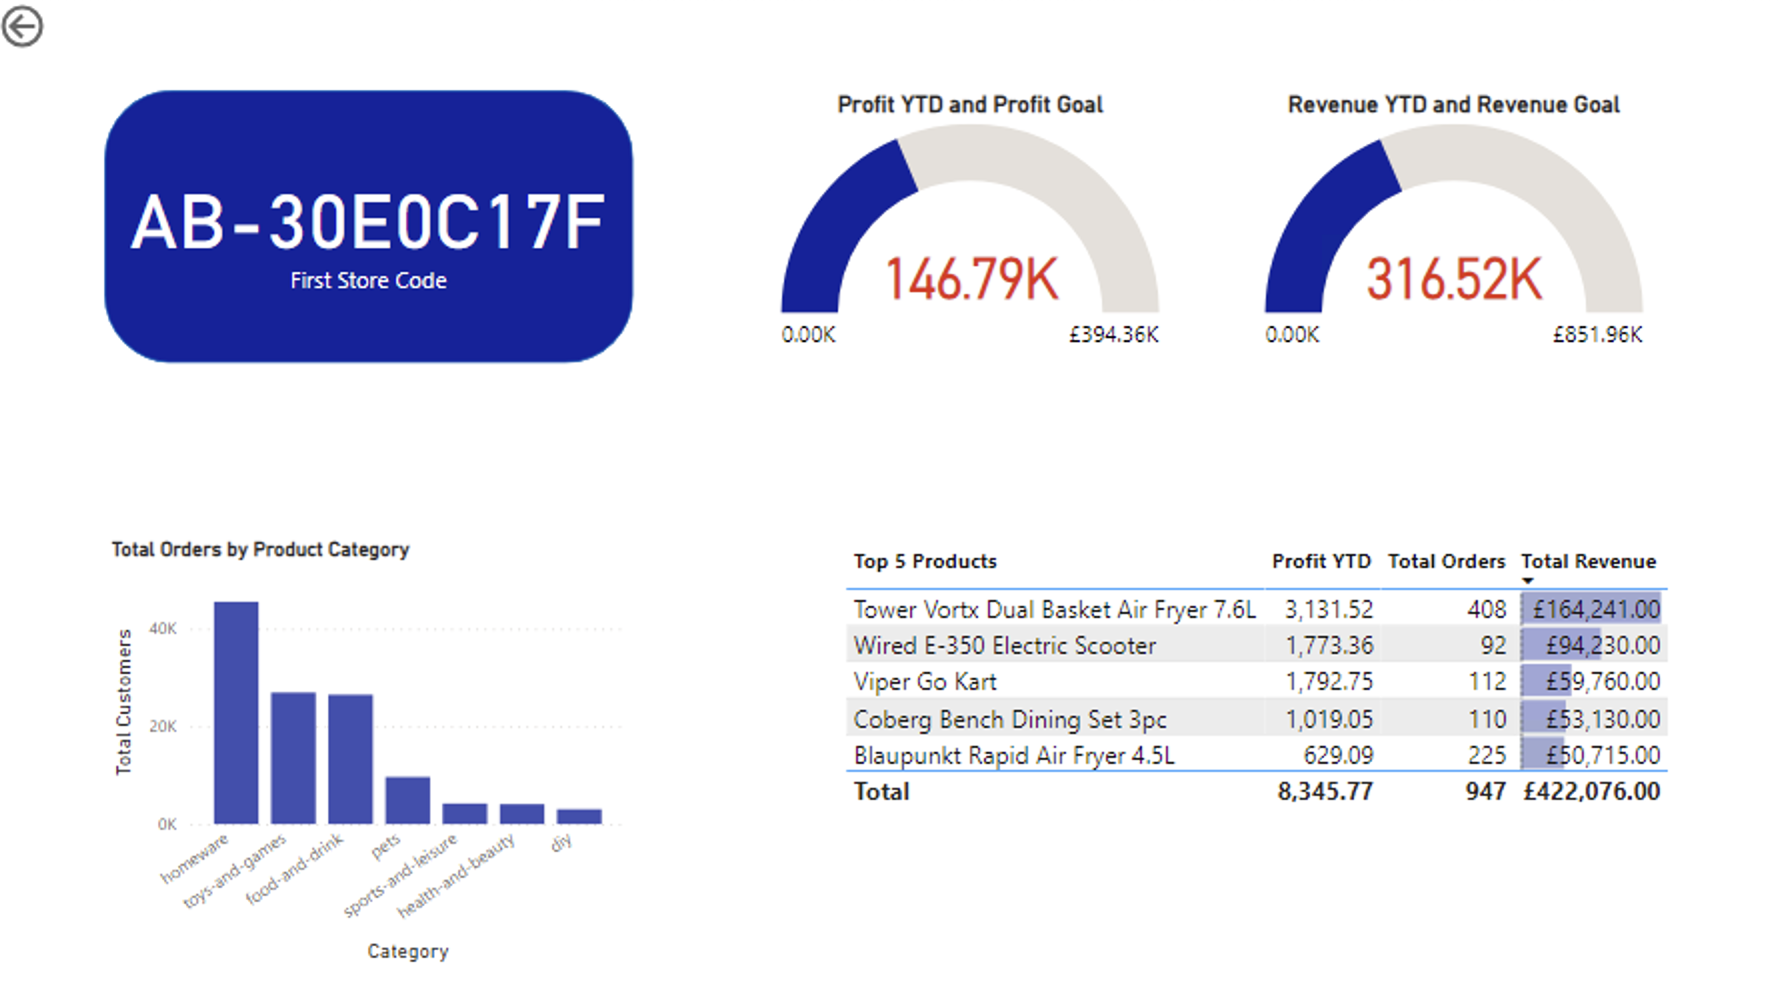 AB-30E0C17F
First Store Code
Profit YTD and Profit Goal
146.79K
0.00K £394.36K
Revenue YTD and Revenue Goal
316.52K
0.00K £851.96K
Total Orders by Product Category
Total Customers
40K
20K
0K
homeware
toys-and-games
food-and-drink
pets
sports-and-leisure
health-and-beauty
diy
Category
Top 5 Products Profit YTD Total Orders Total Revenue
Tower Vortx Dual Basket Air Fryer 7.6L 3,131.52 408 £164,241.00
Wired E-350 Electric Scooter 1,773.36 92 £94,230.00
Viper Go Kart 1,792.75 112 £59,760.00
Coberg Bench Dining Set 3pc 1,019.05 110 £53,130.00
Blaupunkt Rapid Air Fryer 4.5L 629.09 225 £50,715.00
Total 8,345.77 947 £422,076.00